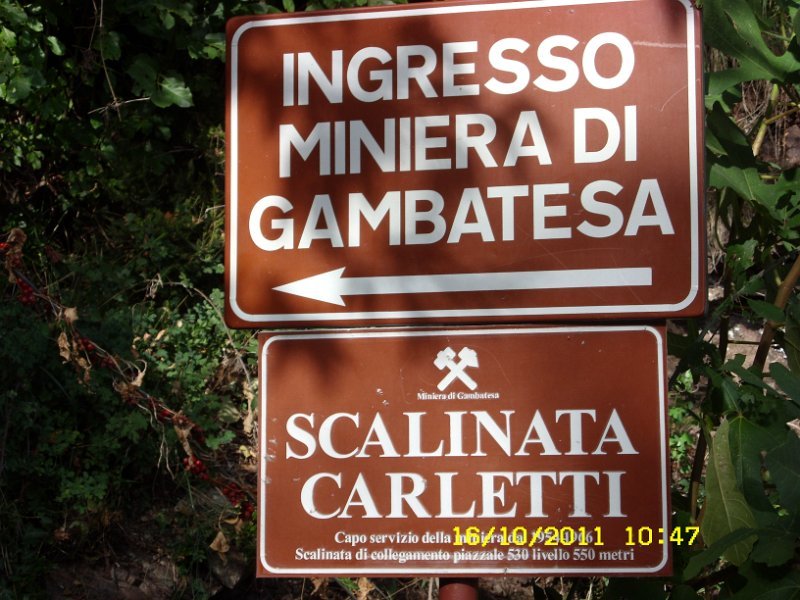 INGRESSO
MINIERA DI
GAMBATESA
Miniera di Gambatesa
SCALINATA
CARLETTI
Capo servizio della miniera dal
16/10/2011 10:47
Scalinata di collegamento piazzale 530 livello 550 metri